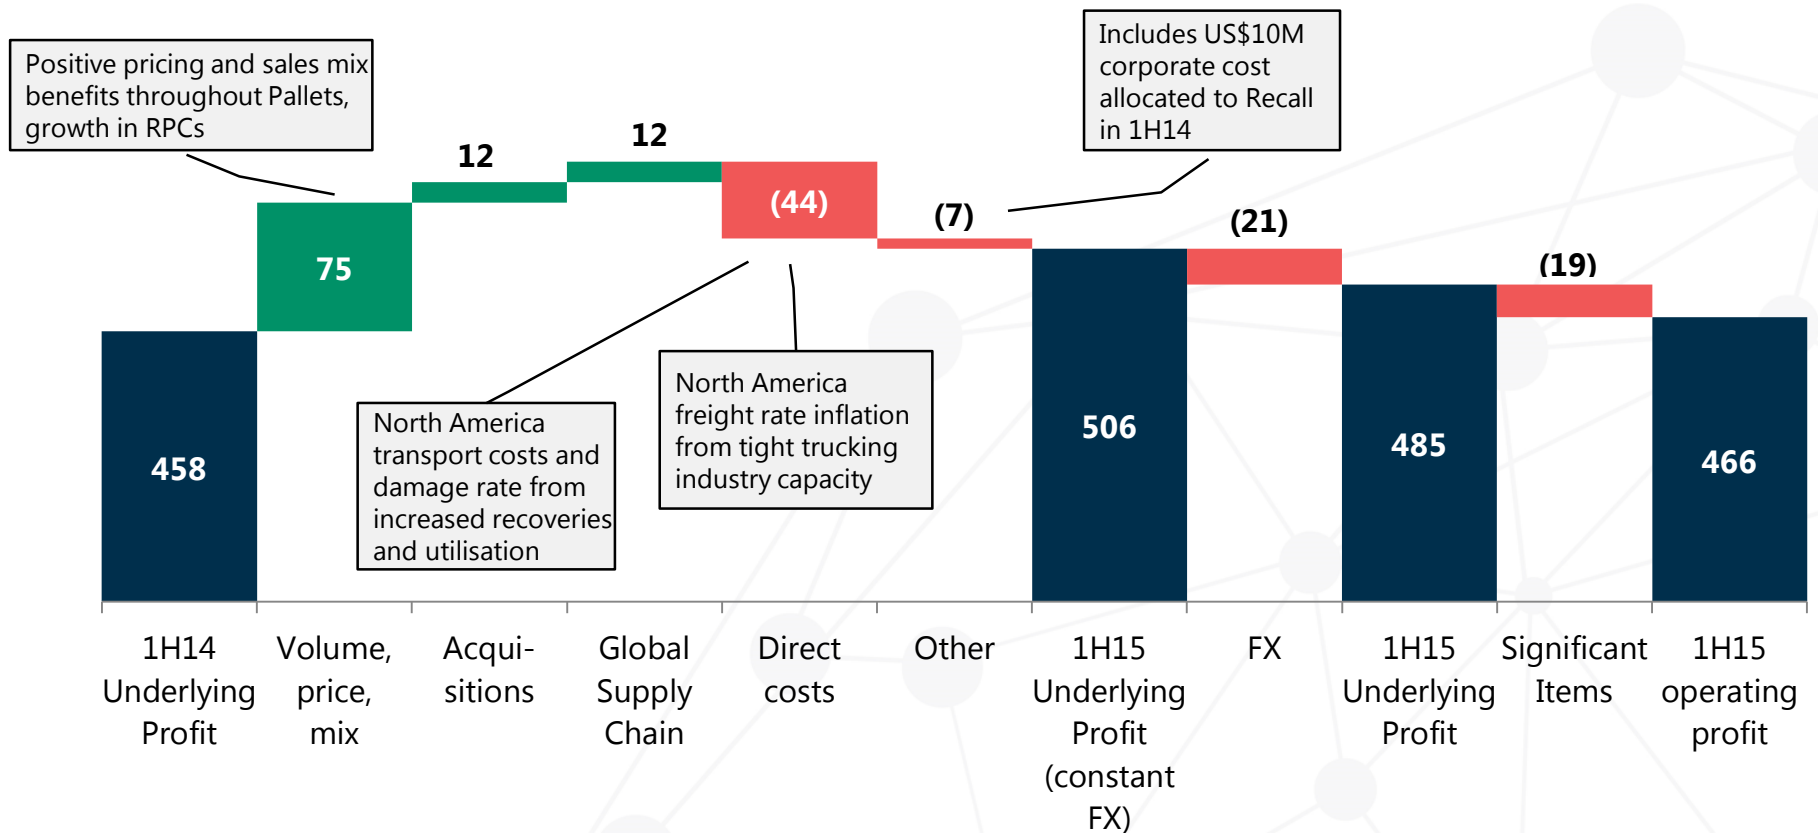 Positive pricing and sales mix
benefits throughout Pallets,
growth in RPCs
Includes US$10M
corporate cost
allocated to Recall
in 1H14
12
12
(44)
(7)
(21)
(19)
75
458
506
485
466
North America
transport costs and
damage rate from
increased recoveries
and utilisation
North America
freight rate inflation
from tight trucking
industry capacity
1H14
Underlying
Profit
Volume,
price,
mix
Acqui-
sitions
Global
Supply
Chain
Direct
costs
Other
1H15
Underlying
Profit
(constant
FX)
FX
1H15
Underlying
Profit
Significant
Items
1H15
operating
profit